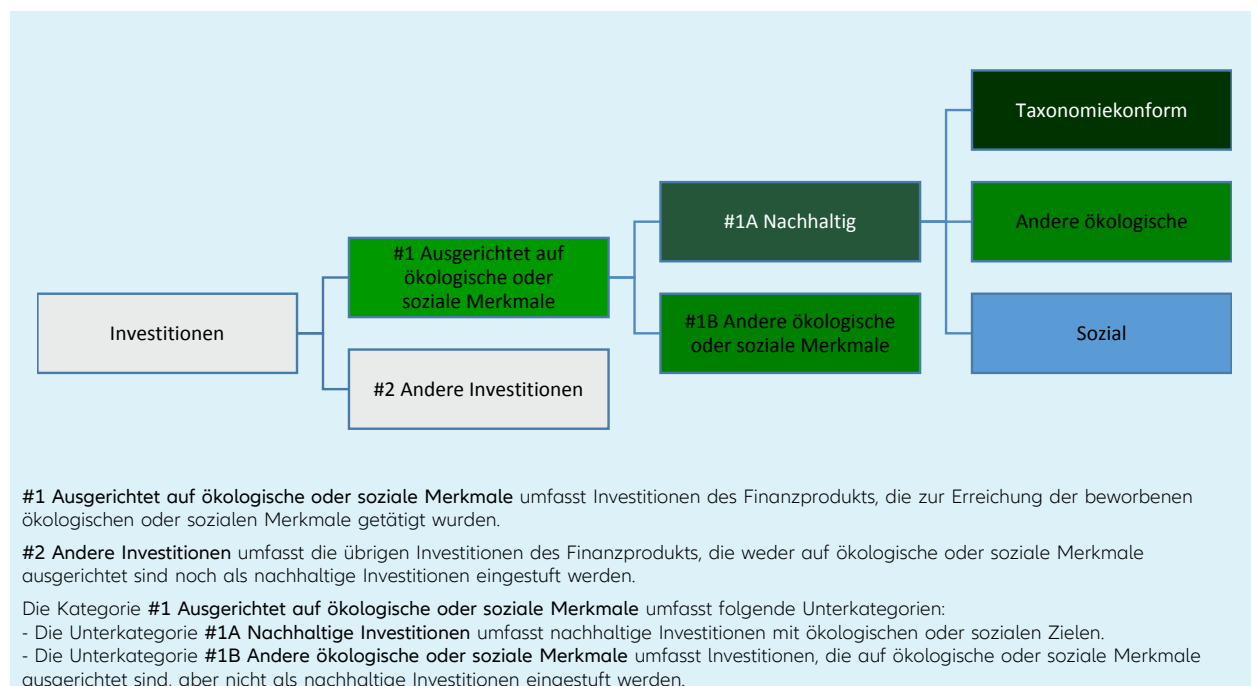 Taxonomiekonform
#1A Nachhaltig
Andere ökologische
#1 Ausgerichtet auf
ökologische oder
soziale Merkmale
Investitionen
#1B Andere ökologische
oder soziale Merkmale
Sozial
#2 Andere Investitionen
#1 Ausgerichtet auf ökologische oder soziale Merkmale umfasst Investitionen des Finanzprodukts, die zur Erreichung der beworbenen
ökologischen oder sozialen Merkmale getätigt wurden.
#2 Andere Investitionen umfasst die übrigen Investitionen des Finanzprodukts, die weder auf ökologische oder soziale Merkmale
ausgerichtet sind noch als nachhaltige Investitionen eingestuft werden.
Die Kategorie #1 Ausgerichtet auf ökologische oder soziale Merkmale umfasst folgende Unterkategorien:
- Die Unterkategorie #1A Nachhaltige Investitionen umfasst nachhaltige Investitionen mit ökologischen oder sozialen Zielen.
- Die Unterkategorie #1B Andere ökologische oder soziale Merkmale umfasst Investitionen, die auf ökologische oder soziale Merkmale
ausgerichtet sind, aber nicht als nachhaltige Investitionen eingestuft werden.